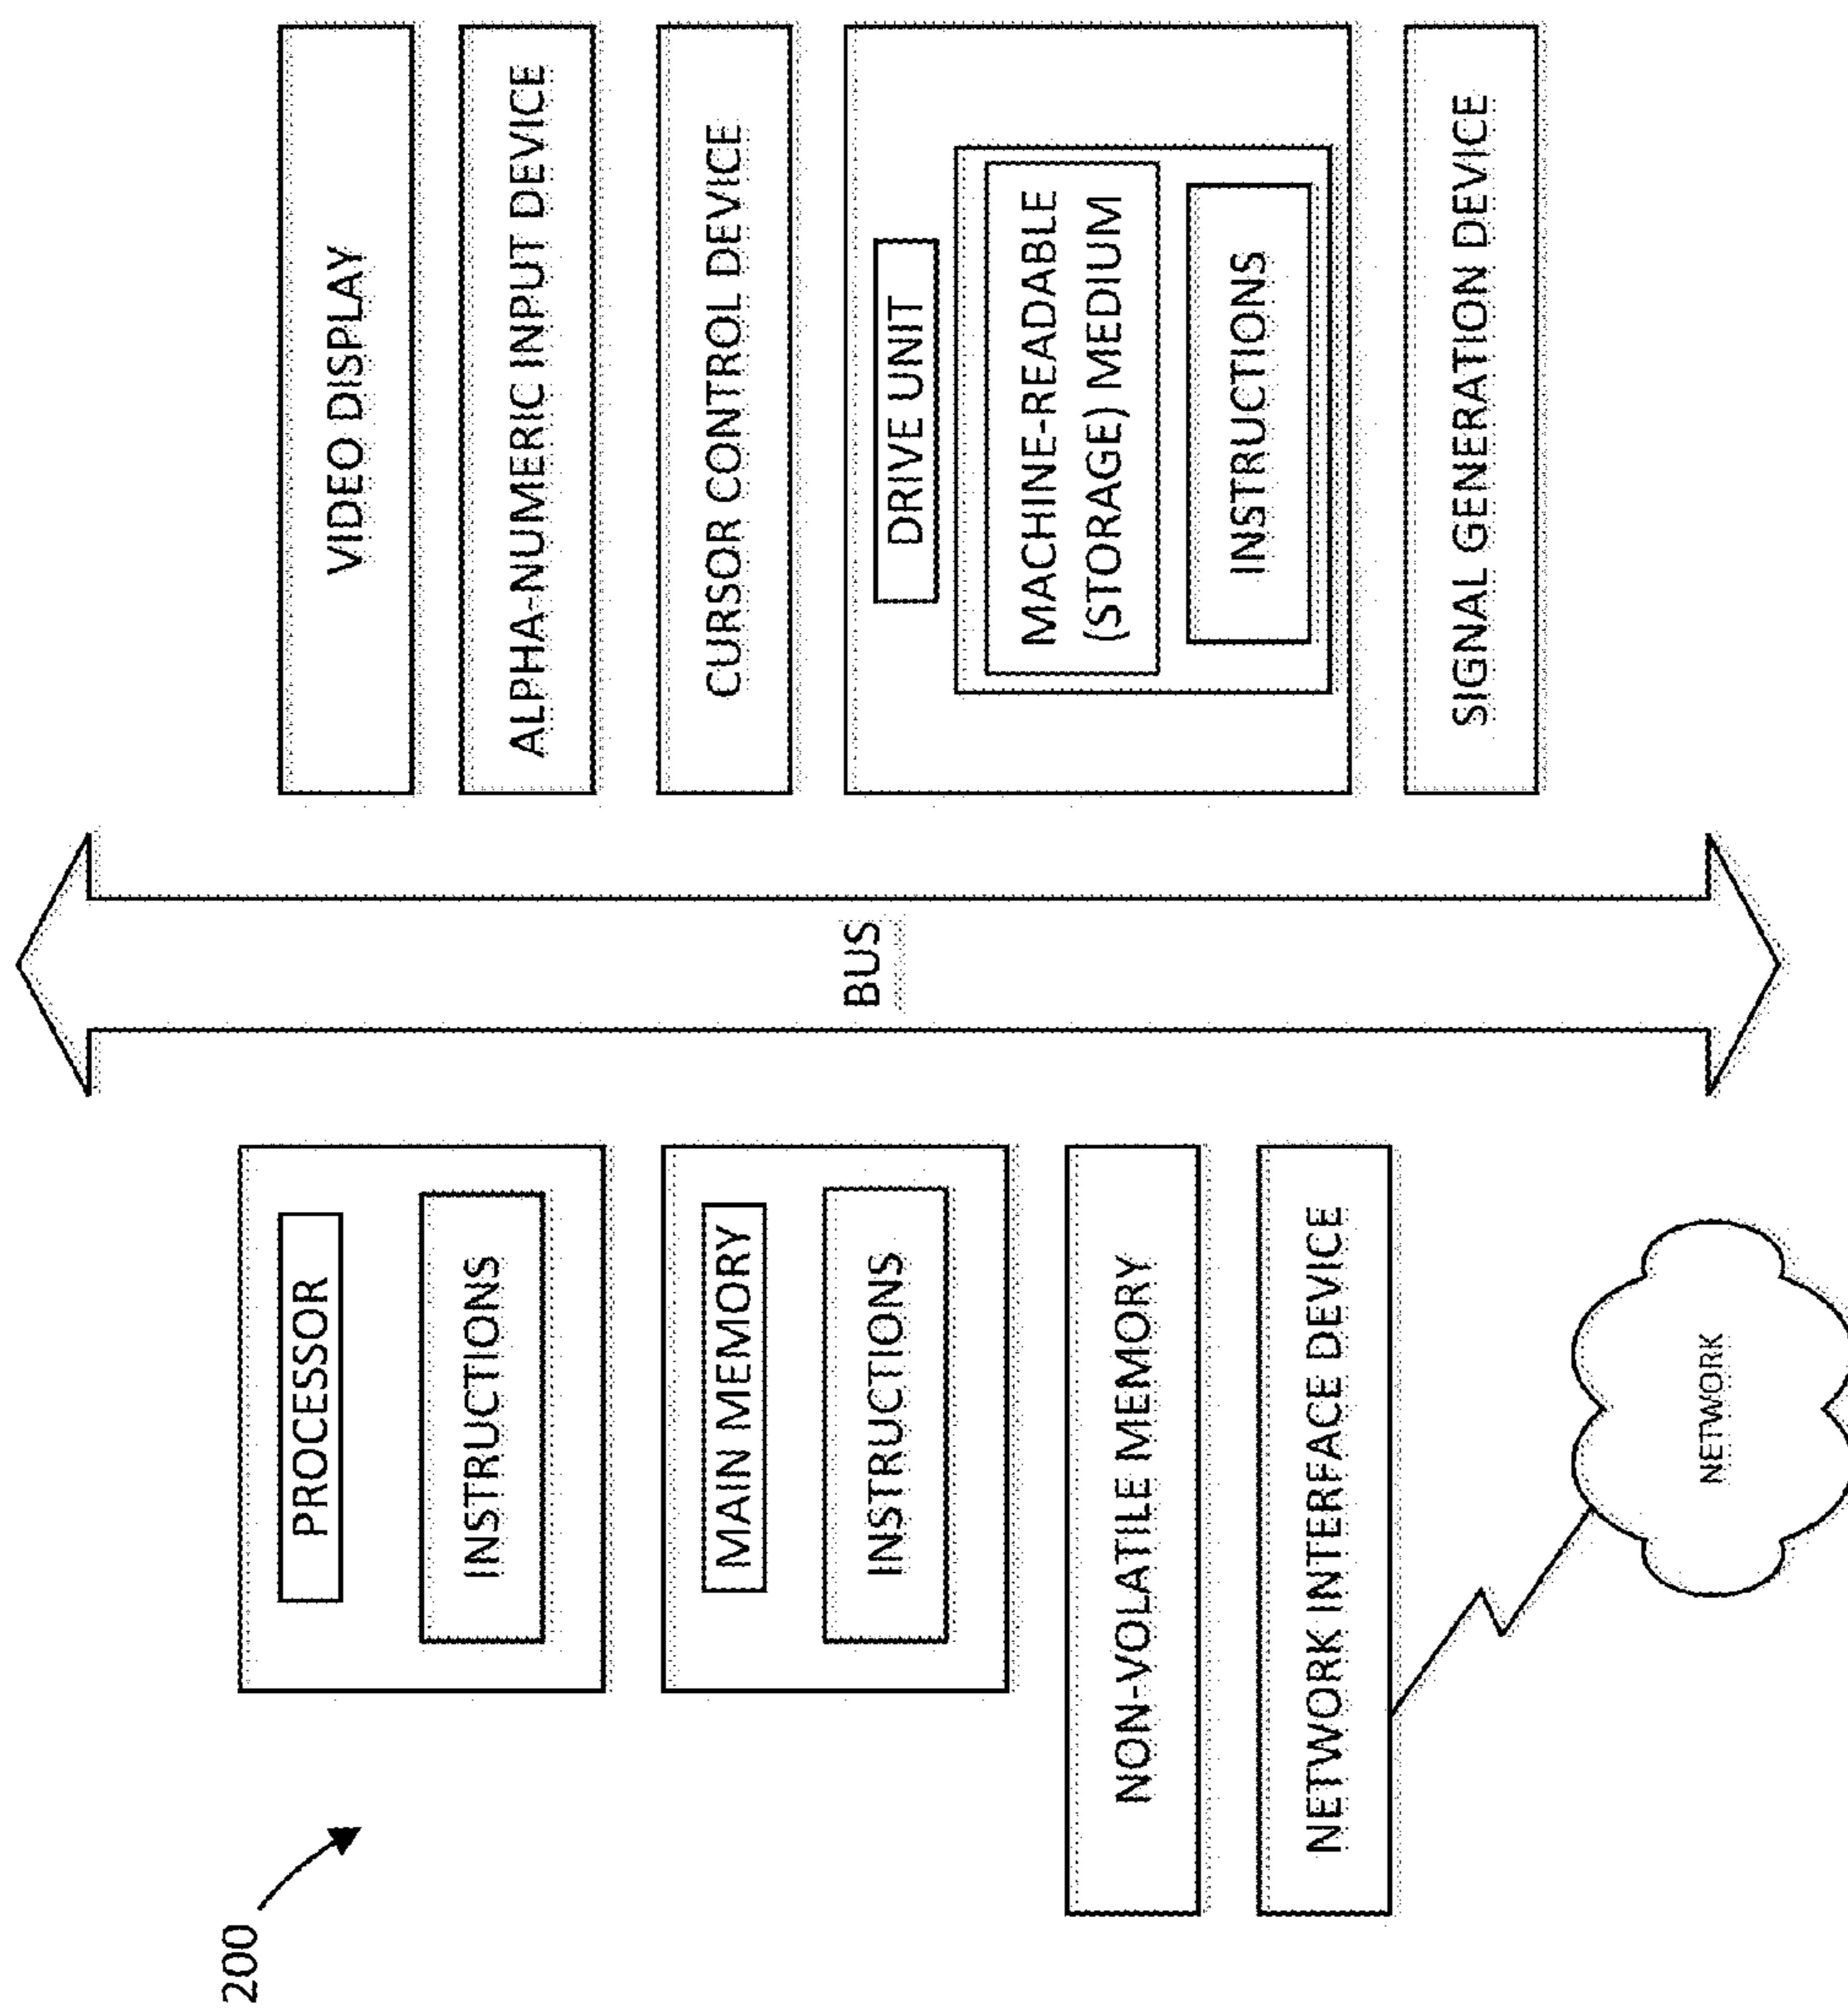 200
PROCESSOR
INSTRUCTIONS
MAIN MEMORY
INSTRUCTIONS
NON-VOLATILE MEMORY
NETWORK INTERFACE DEVICE
NETWORK
BUS
VIDEO DISPLAY
ALPHA-NUMERIC INPUT DEVICE
CURSOR CONTROL DEVICE
DRIVE UNIT
MACHINE-READABLE
(STORAGE) MEDIUM
INSTRUCTIONS
SIGNAL GENERATION DEVICE